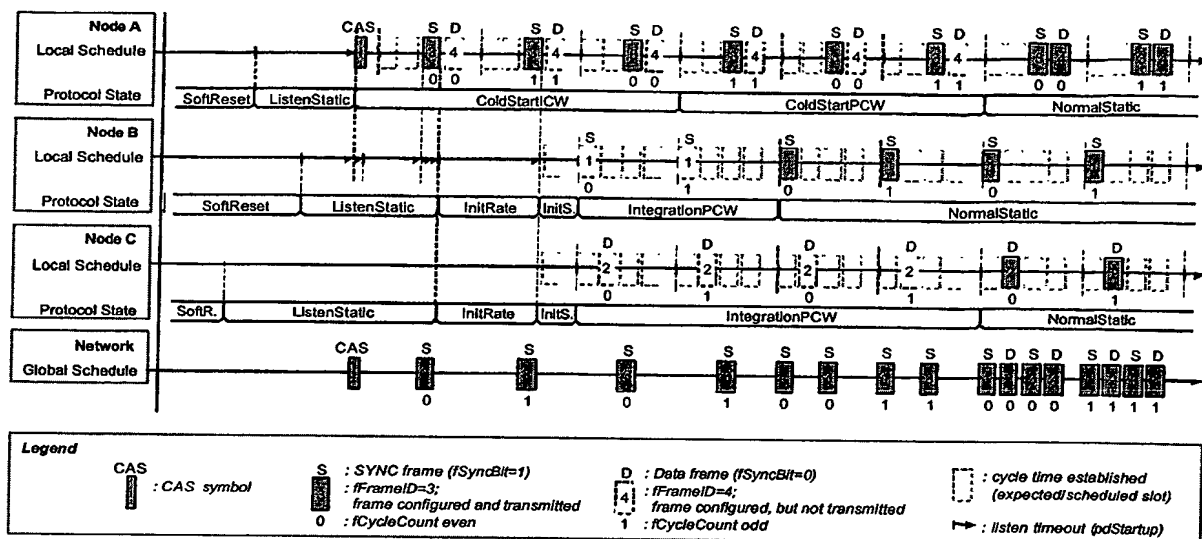 Node A
CAS S D S D S D S D S D S D S D S D
Local Schedule
4 4 4 4 4 4
0 0 1 1 0 0 1 1 0 0 1 1 0 0 1 1
Protocol State
SoftReset ListenStatic ColdStartICW ColdStartPCW NormalStatic
Node B
S S S S S S
Local Schedule
1 1
0 1 0 1 0 1
Protocol State
SoftReset ListenStatic InitRate InitS. IntegrationPCW NormalStatic
Node C
D D D D D D
Local Schedule
2 2 2 2
0 1 0 1 0 1
Protocol State
SoftR. ListenStatic InitRate InitS. IntegrationPCW NormalStatic
Network
CAS S S S S S S S S S D S D S D S D
Global Schedule
0 1 0 1 0 0 1 1 0 0 0 0 1 1 1 1
Legend
CAS : CAS symbol
S : SYNC frame (fSyncBit=1)
: fFrameID=3;
frame configured and transmitted
0 : fCycleCount even
D : Data frame (fSyncBit=0)
4 : fFrameID=4;
frame configured, but not transmitted
1 : fCycleCount odd
: cycle time established
(expected/scheduled slot)
: listen timeout (pdStartup)